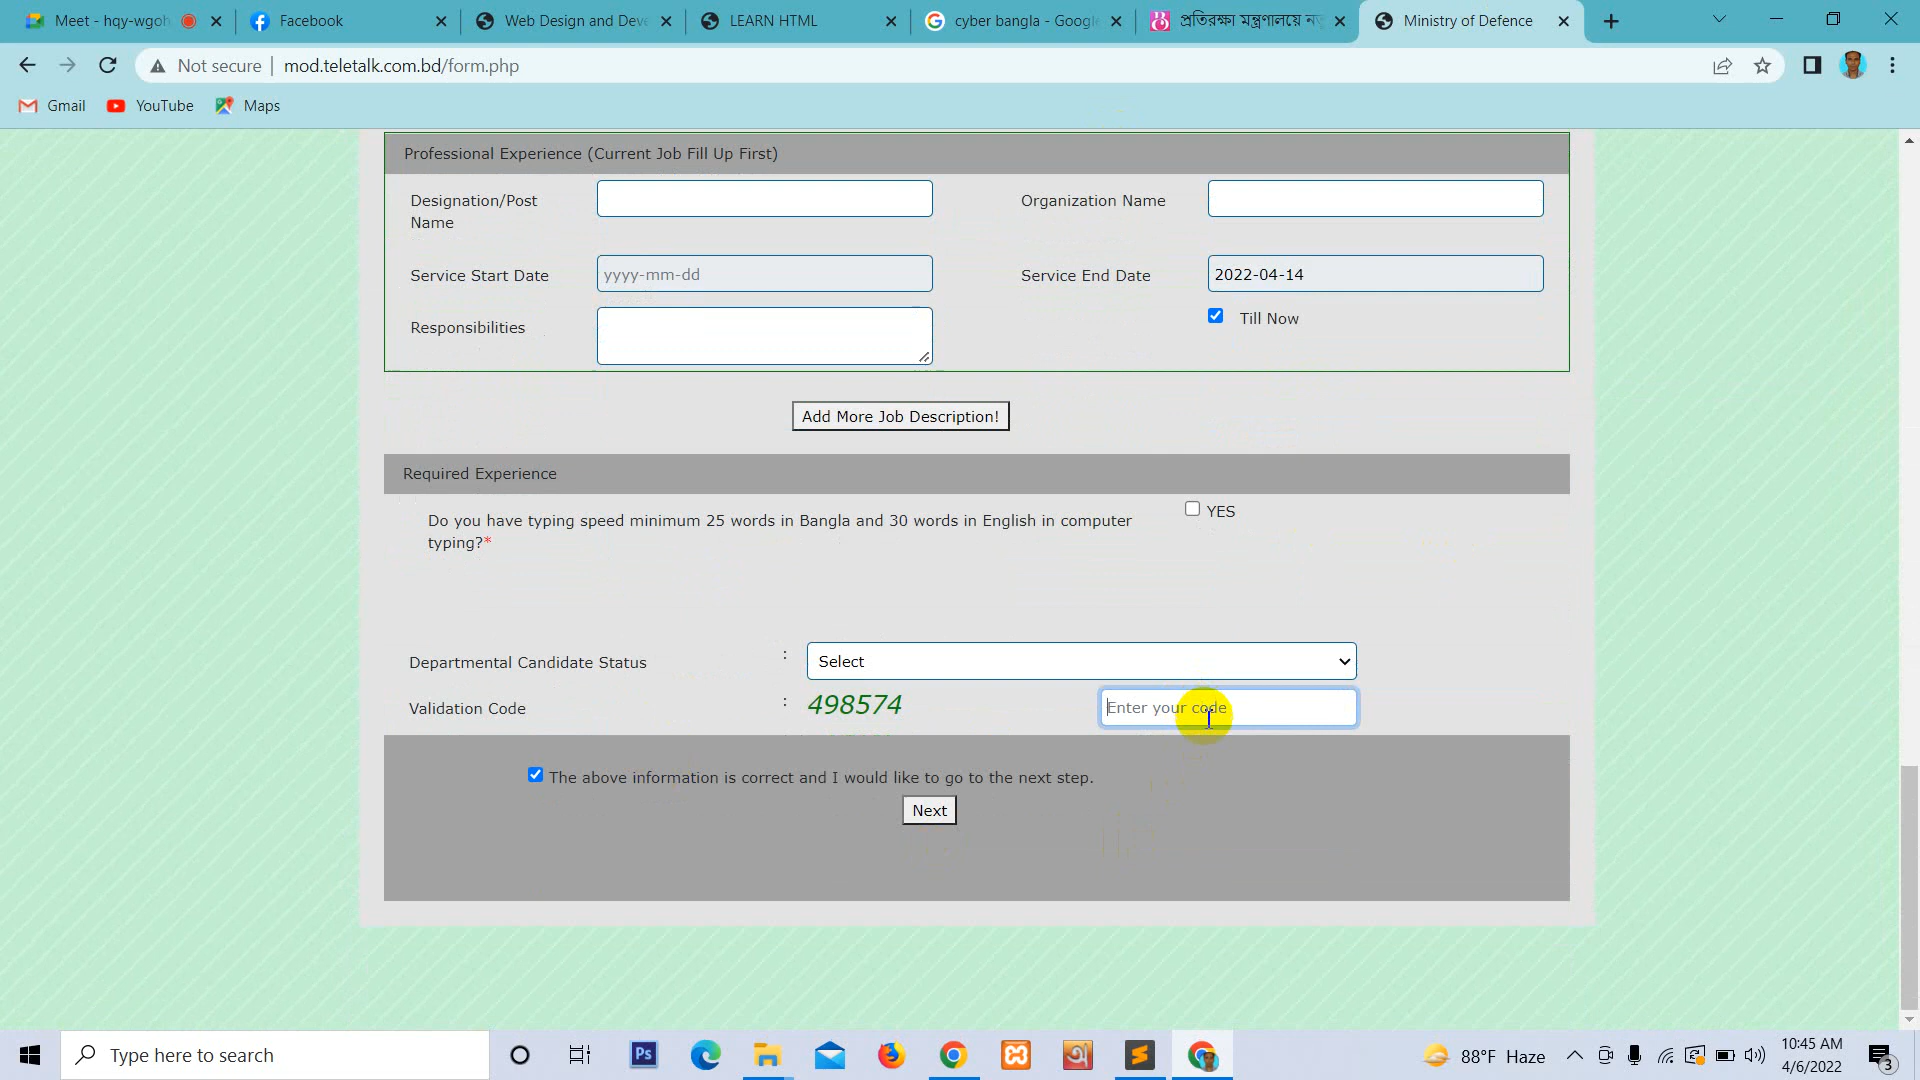 Meet - hqy-wgoh
Facebook
Web Design and Deve
LEARN HTML
cyber bangla - Google
প্রতিরক্ষা মন্ত্রণালয়ে নত
Ministry of Defence
Not secure
mod.teletalk.com.bd/form.php
Gmail
YouTube
Maps
Professional Experience (Current Job Fill Up First)
Designation/Post Name
Organization Name
Service Start Date
yyyy-mm-dd
Service End Date
2022-04-14
Responsibilities
Till Now
Add More Job Description!
Required Experience
Do you have typing speed minimum 25 words in Bangla and 30 words in English in computer
typing?*
YES
Departmental Candidate Status
:
Select
Validation Code
:
498574
Enter your code
The above information is correct and I would like to go to the next step.
Next
Type here to search
Ps
88°F Haze
10:45 AM
4/6/2022
3